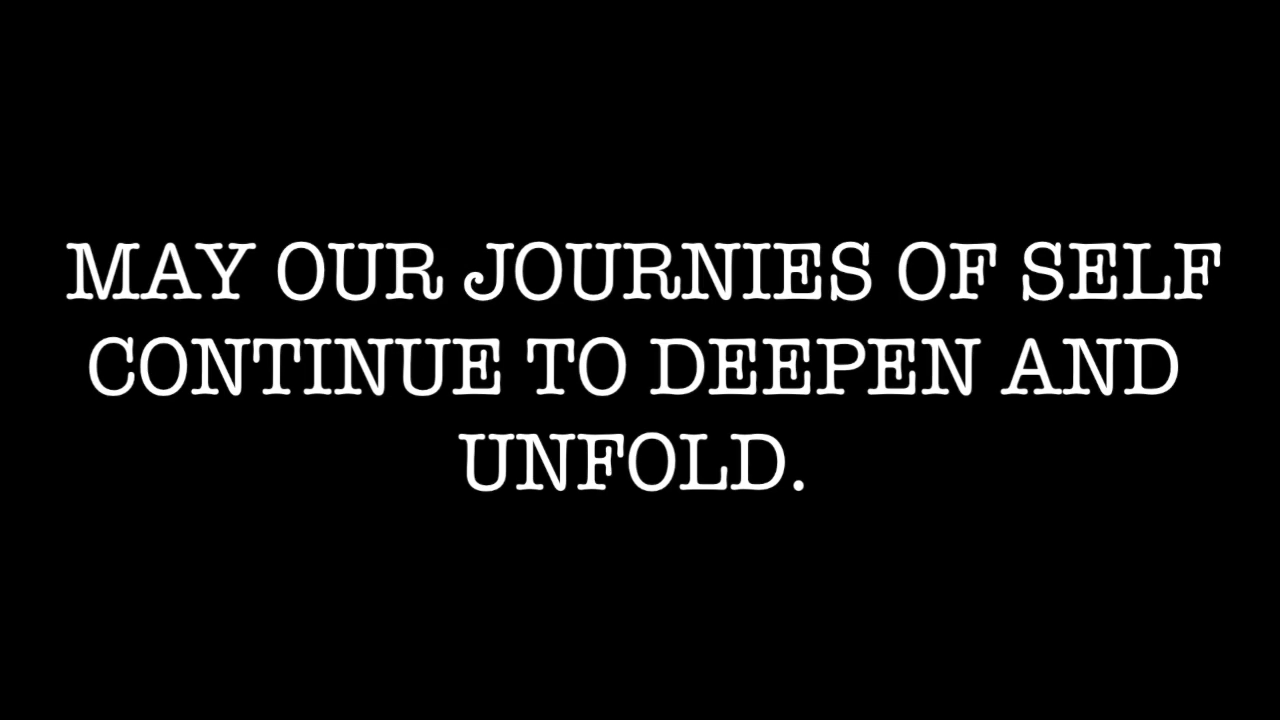 MAY OUR JOURNIES OF SELF
CONTINUE TO DEEPEN AND
UNFOLD.